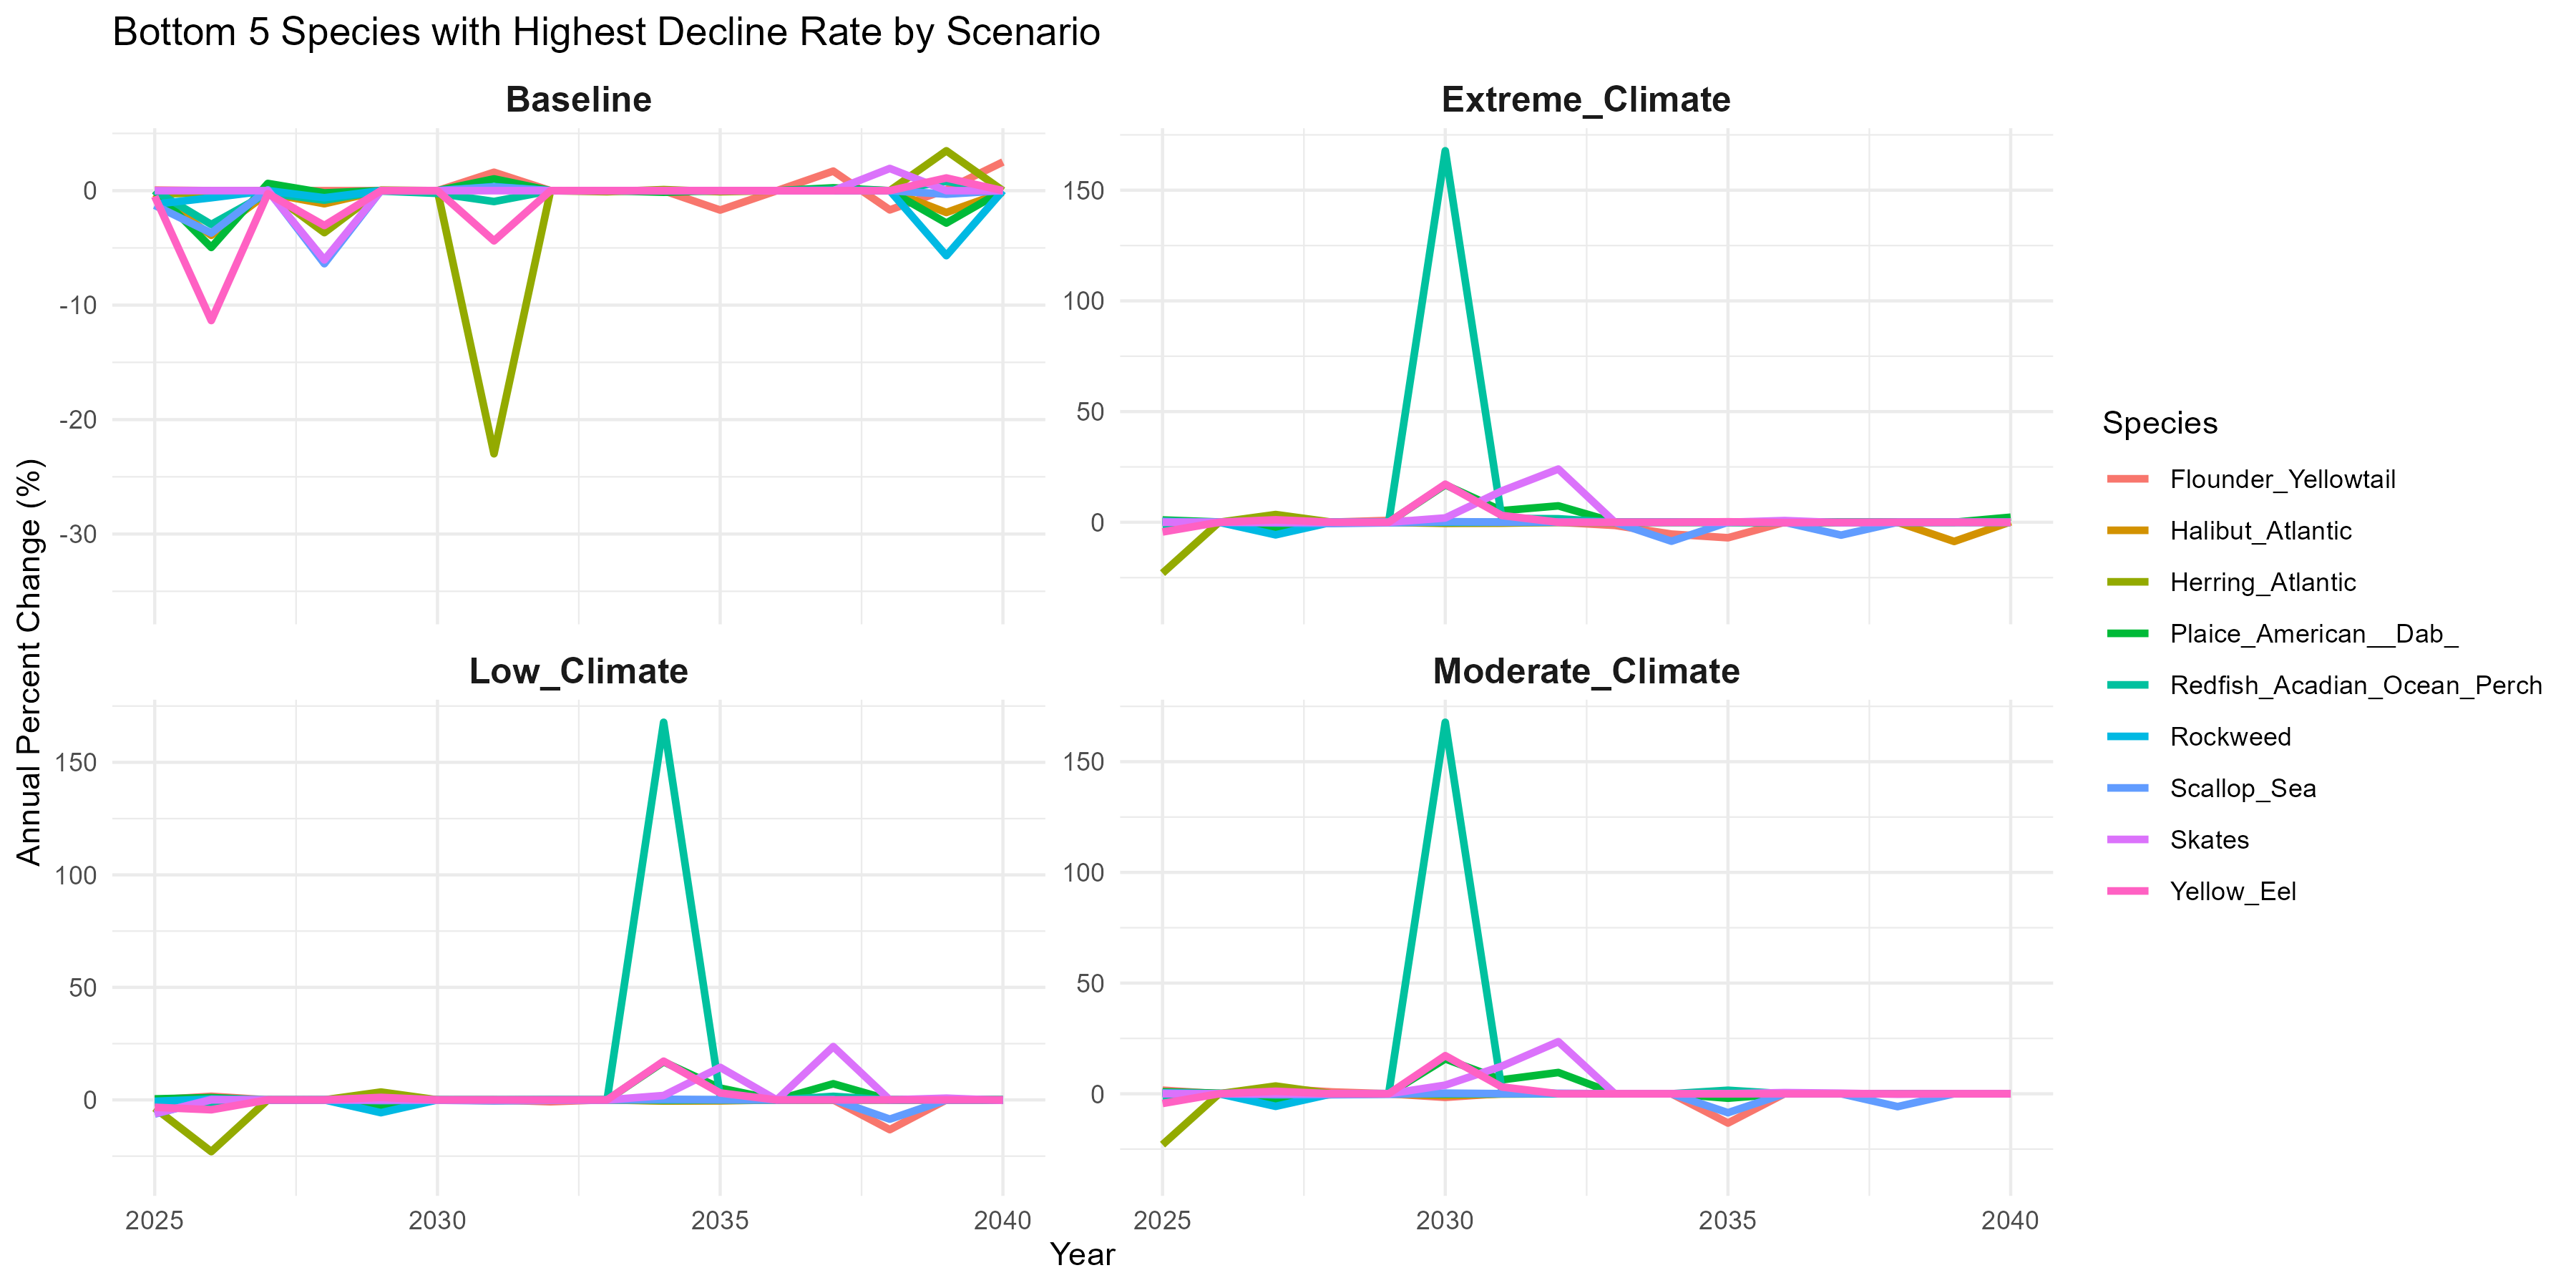 Bottom 5 Species with Highest Decline Rate by Scenario
Baseline
Extreme_Climate
0
-10
-20
-30
150
100
50
0
Low_Climate
Moderate_Climate
150
100
50
0
150
100
50
0
2025 2030 2035 2040
2025 2030 2035 2040
Year
Annual Percent Change (%)
Species
Flounder_Yellowtail
Halibut_Atlantic
Herring_Atlantic
Plaice_American__Dab_
Redfish_Acadian_Ocean_Perch
Rockweed
Scallop_Sea
Skates
Yellow_Eel